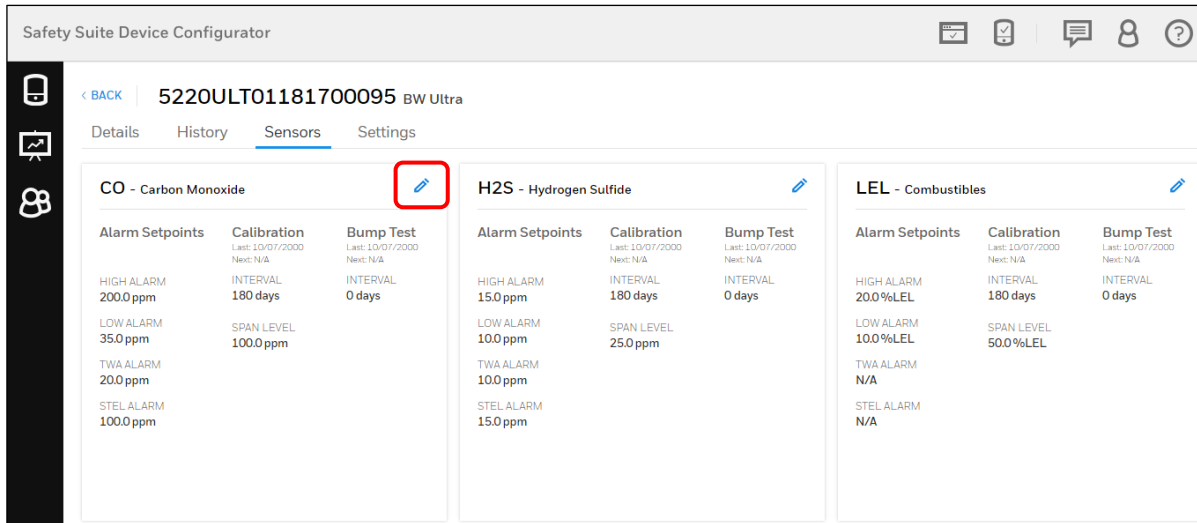 Safety Suite Device Configurator
< BACK 5220ULT01181700095 BW Ultra
Details History Sensors Settings
CO - Carbon Monoxide
Alarm Setpoints
HIGH ALARM
200.0 ppm
LOW ALARM
35.0 ppm
TWA ALARM
20.0 ppm
STEL ALARM
100.0 ppm
Calibration
Last: 10/07/2000
Next: N/A
INTERVAL
180 days
SPAN LEVEL
100.0 ppm
Bump Test
Last: 10/07/2000
Next: N/A
INTERVAL
0 days
H2S - Hydrogen Sulfide
Alarm Setpoints
HIGH ALARM
15.0 ppm
LOW ALARM
10.0 ppm
TWA ALARM
10.0 ppm
STEL ALARM
15.0 ppm
Calibration
Last: 10/07/2000
Next: N/A
INTERVAL
180 days
SPAN LEVEL
25.0 ppm
Bump Test
Last: 10/07/2000
Next: N/A
INTERVAL
0 days
LEL - Combustibles
Alarm Setpoints
HIGH ALARM
20.0 %LEL
LOW ALARM
10.0 %LEL
TWA ALARM
N/A
STEL ALARM
N/A
Calibration
Last: 10/07/2000
Next: N/A
INTERVAL
180 days
SPAN LEVEL
50.0 %LEL
Bump Test
Last: 10/07/2000
Next: N/A
INTERVAL
0 days